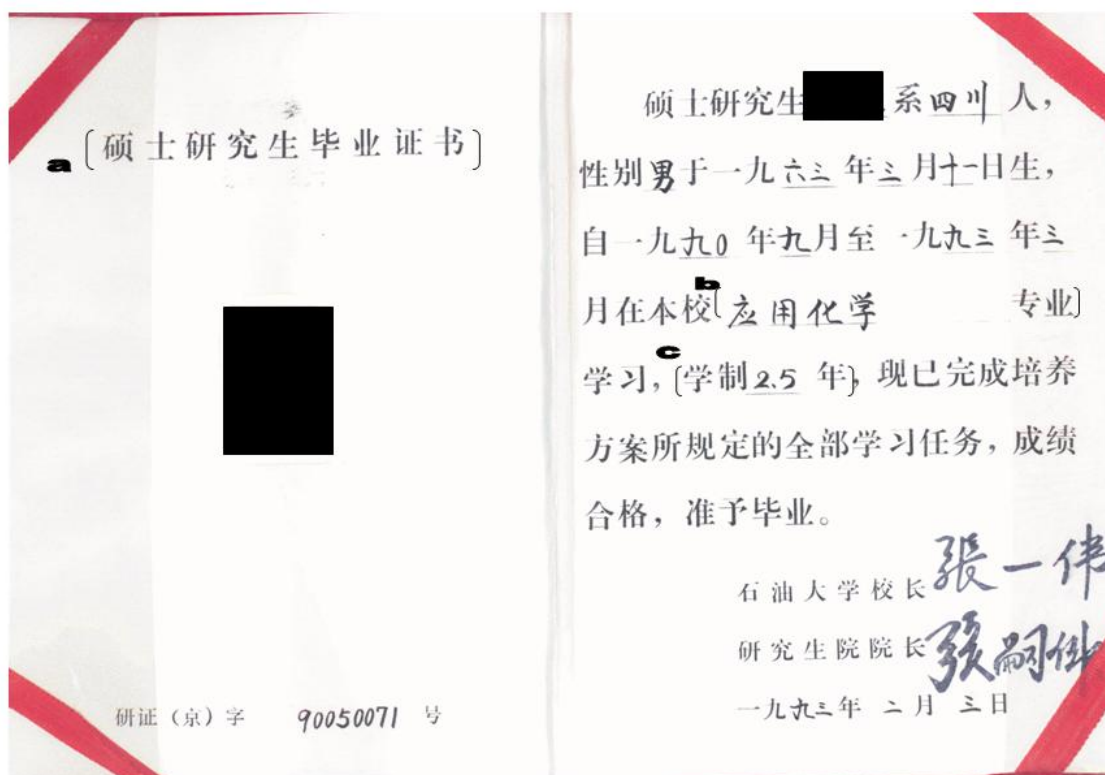 a [硕士研究生毕业证书]
研证（京）字 90050071 号
硕士研究生 系四川人，
性别男于一九六三年三月十一日生，
自一九九0年九月至一九九三年三
b
月在本校[应用化学 专业]
c
学习，[学制2.5年]，现已完成培养
方案所规定的全部学习任务，成绩
合格，准予毕业。
石油大学校长 張一伟
研究生院院长 张嗣伟
一九九三年二月三日